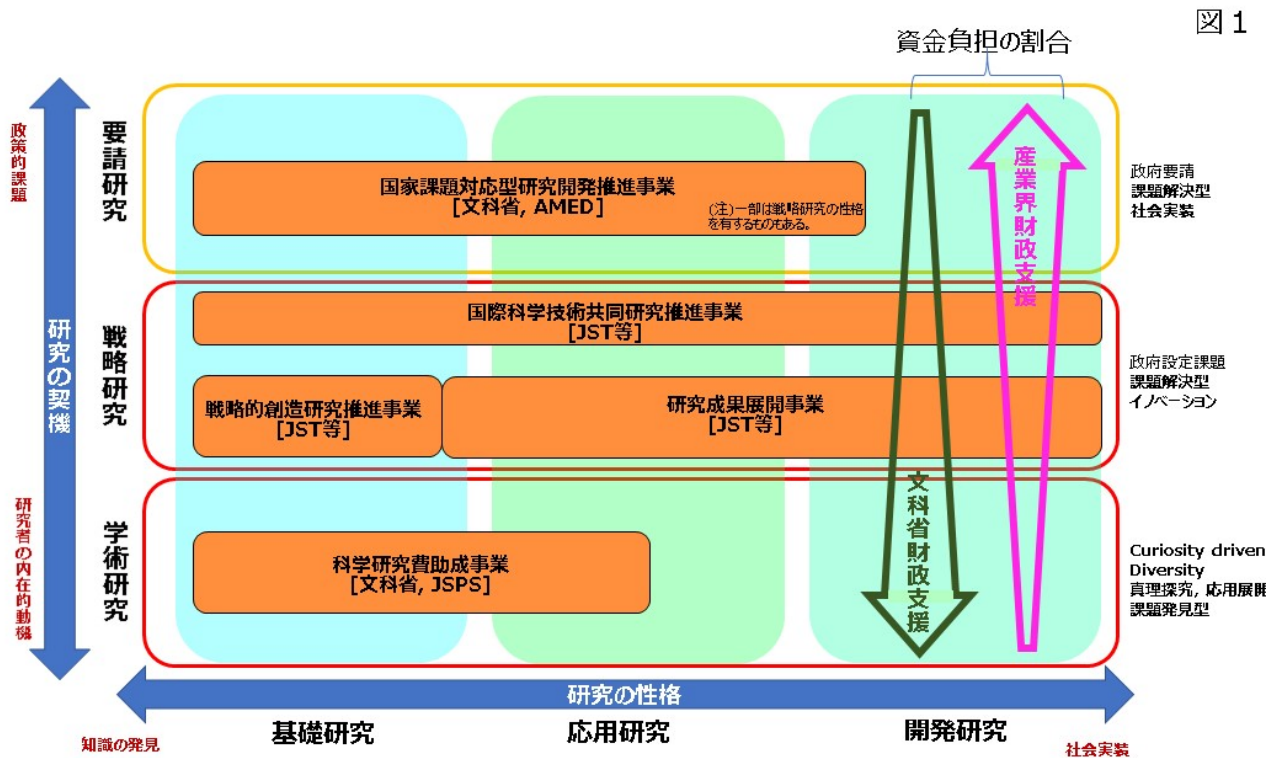 図 1
資金負担の割合
政策的課題
要請研究
国家課題対応型研究開発推進事業
[文科省, AMED]
(注)一部は戦略研究の性格
を有するものもある。
産業界財政支援
政府要請
課題解決型
社会実装
研究の契機
戦略研究
国際科学技術共同研究推進事業
[JST等]
戦略的創造研究推進事業
[JST等]
研究成果展開事業
[JST等]
政府設定課題
課題解決型
イノベーション
研究者の内在的動機
学術研究
科学研究費助成事業
[文科省, JSPS]
文科省財政支援
Curiosity driven
Diversity
真理探究, 応用展開
課題発見型
研究の性格
知識の発見
基礎研究
応用研究
開発研究
社会実装